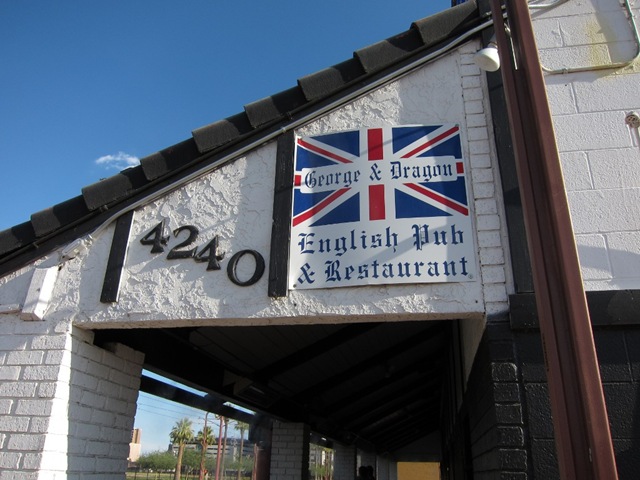 4240
George & Dragon
English Pub
& Restaurant